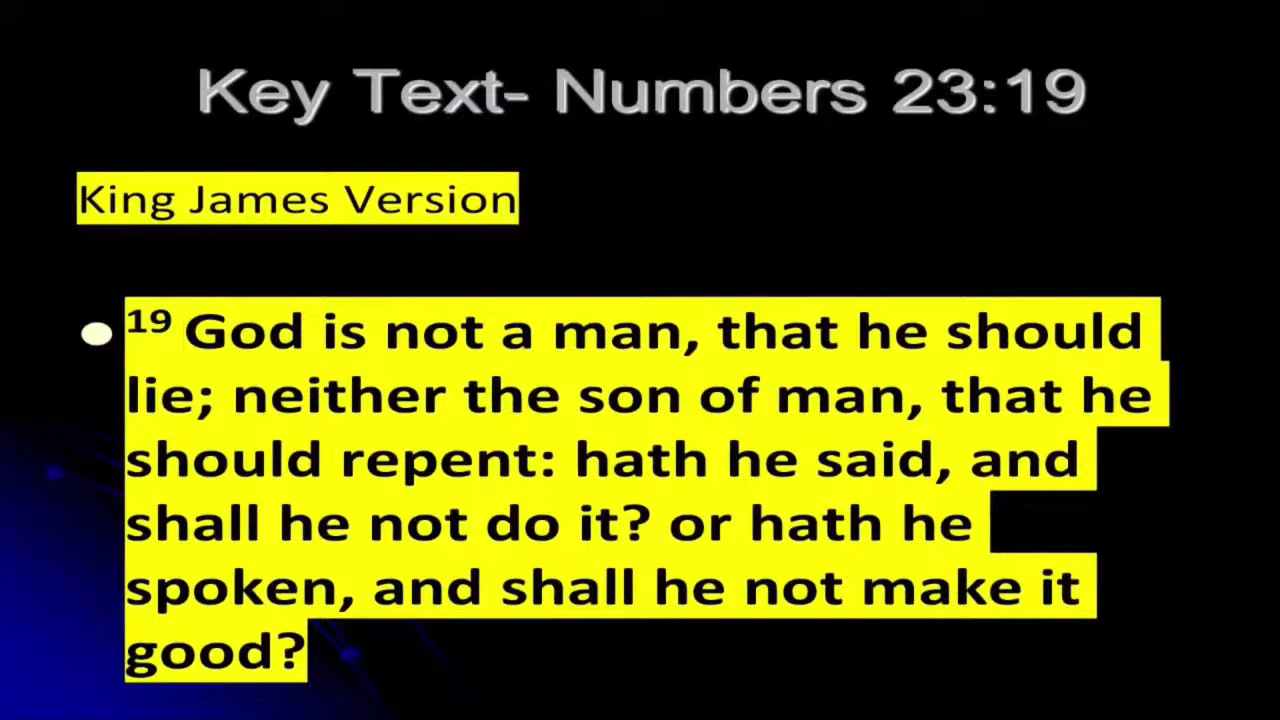 Key Text- Numbers 23:19
King James Version
• 19 God is not a man, that he should
lie; neither the son of man, that he
should repent: hath he said, and
shall he not do it? or hath he
spoken, and shall he not make it
good?